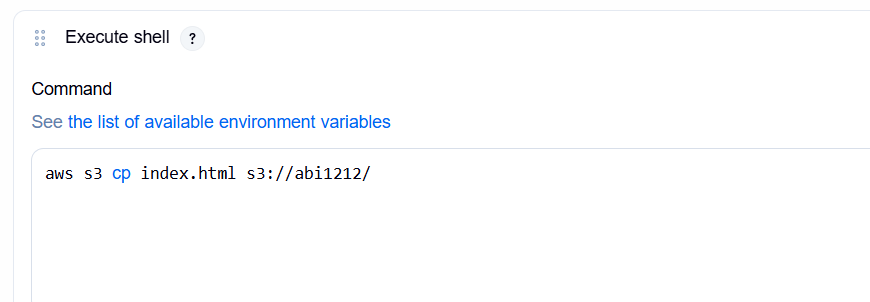 Execute shell ?
Command
See the list of available environment variables
aws s3 cp index.html s3://abi1212/